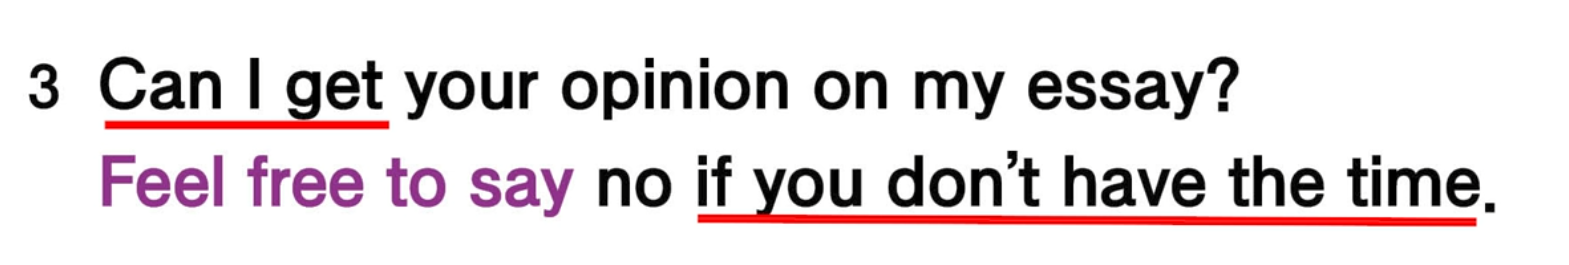 3 Can I get your opinion on my essay?
Feel free to say no if you don't have the time.